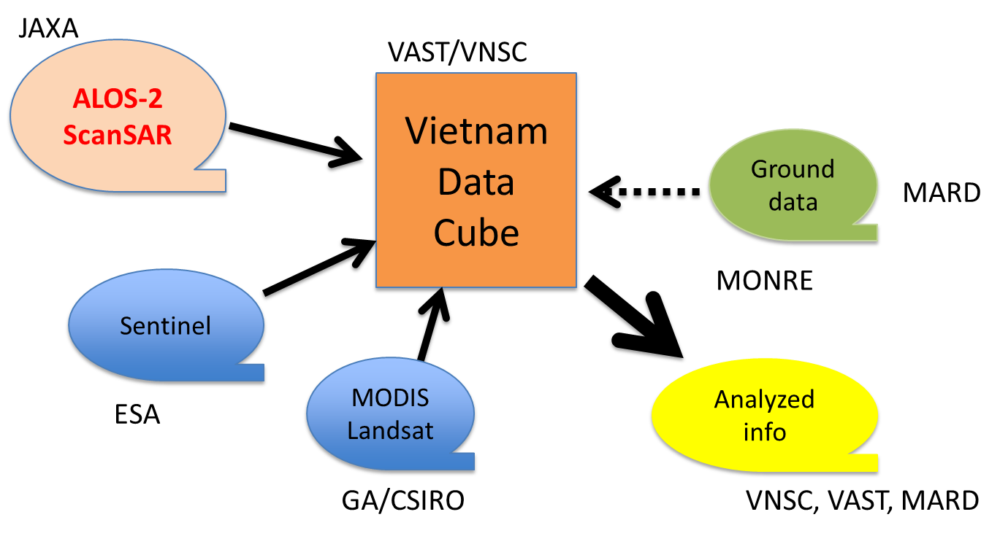 JAXA
ALOS-2
ScanSAR
VAST/VNSC
Vietnam
Data
Cube
Ground
data
MARD
MONRE
Sentinel
ESA
MODIS
Landsat
GA/CSIRO
Analyzed
info
VNSC, VAST, MARD